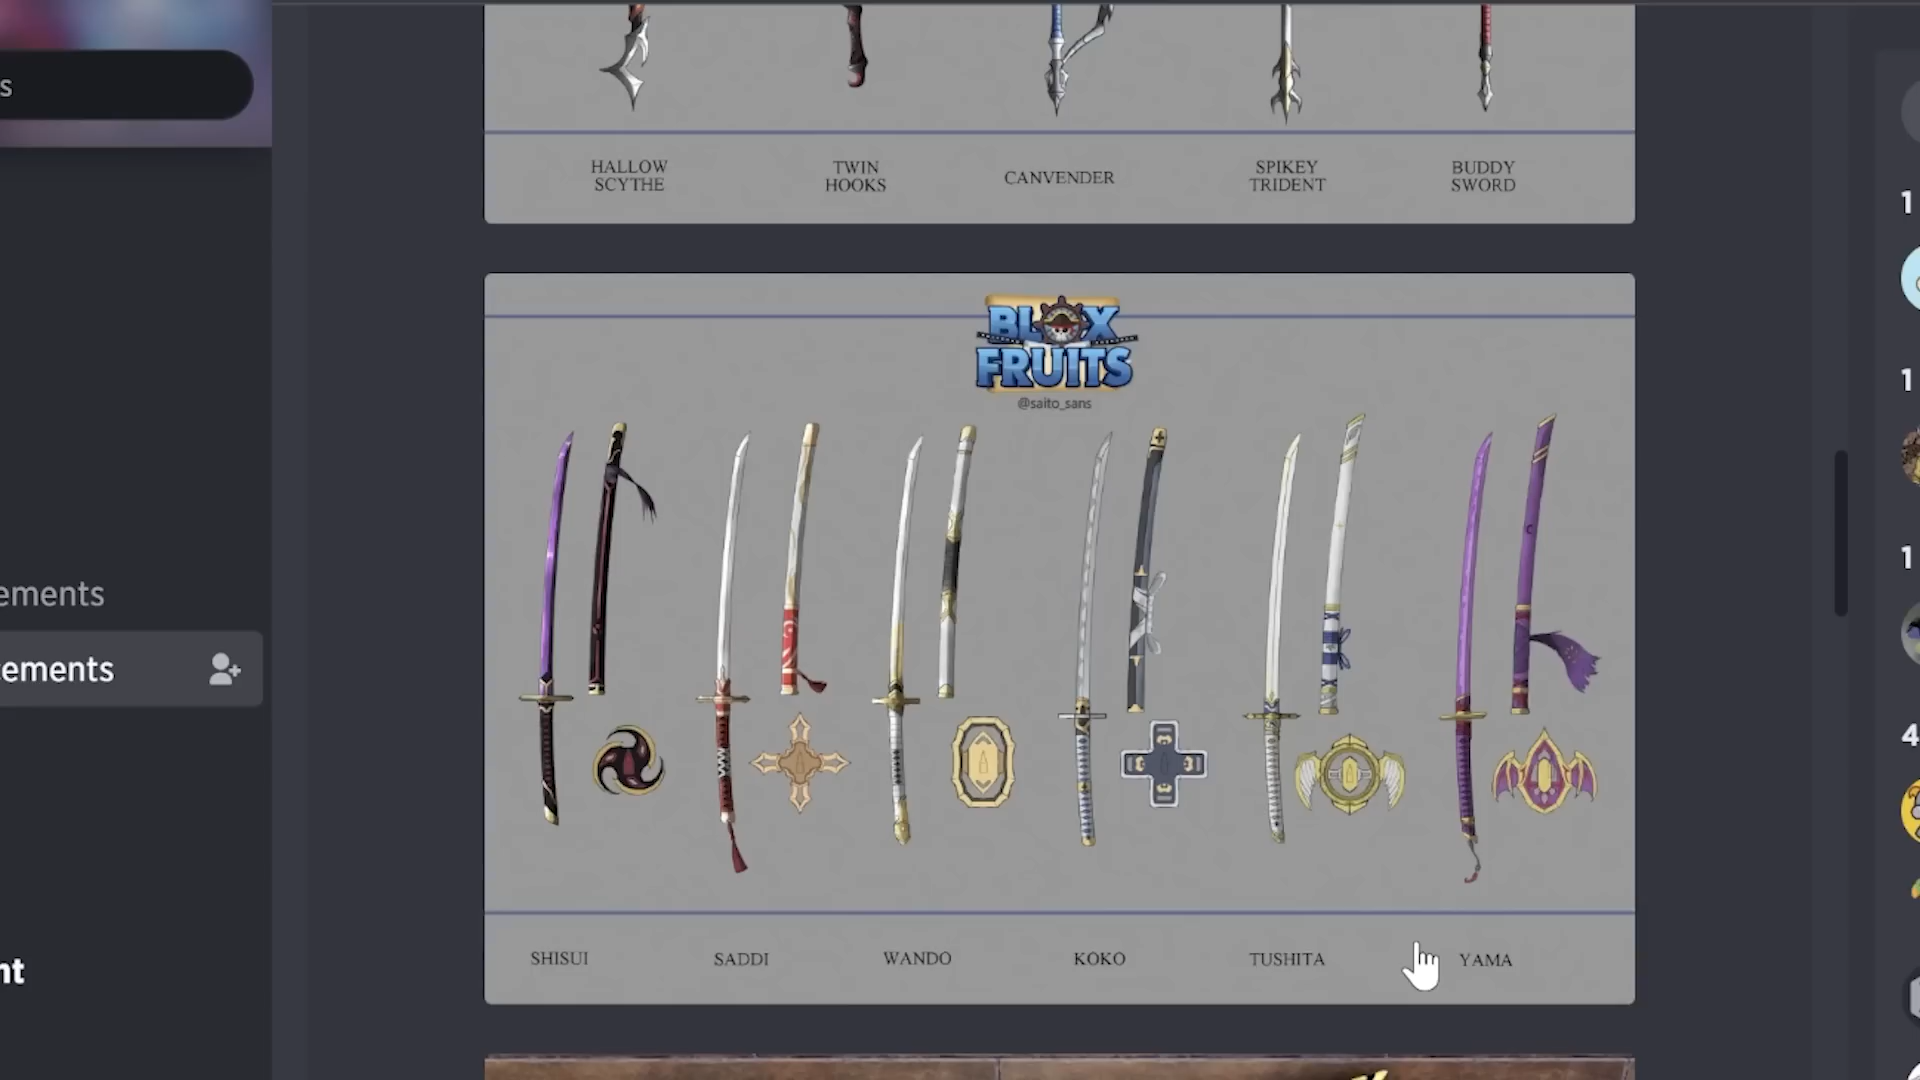 s
HALLOW
SCYTHE
TWIN
HOOKS
CANVENDER
SPIKEY
TRIDENT
BUDDY
SWORD
1
BLOX
FRUITS
@saito_sans
1
1
ements
cements
4
nt
SHISUI
SADDI
WANDO
KOKO
TUSHITA
YAMA